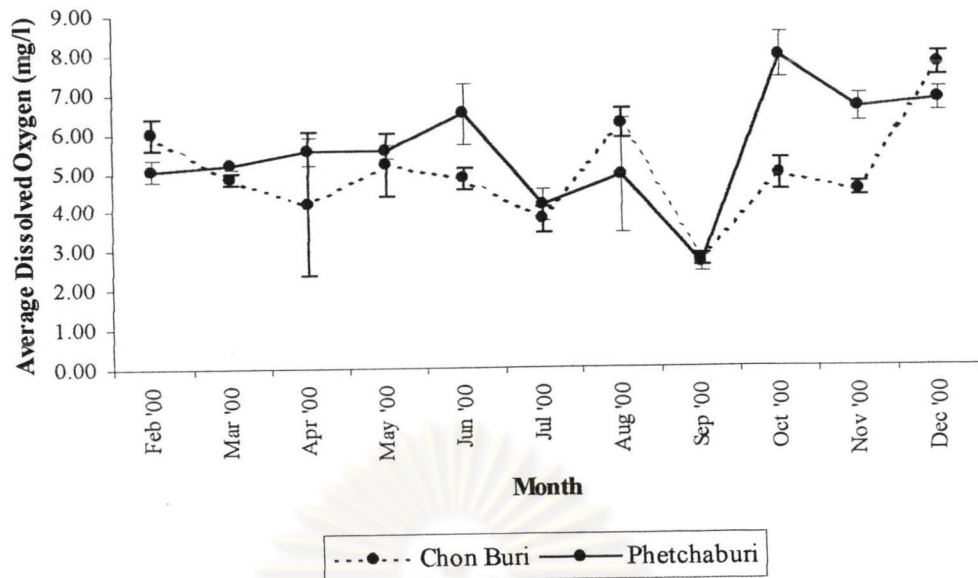 Average Dissolved Oxygen (mg/l)
9.00
8.00
7.00
6.00
5.00
4.00
3.00
2.00
1.00
0.00
Feb '00
Mar '00
Apr '00
May '00
Jun '00
Jul '00
Aug '00
Sep '00
Oct '00
Nov '00
Dec '00
Month
Chon Buri
Phetchaburi